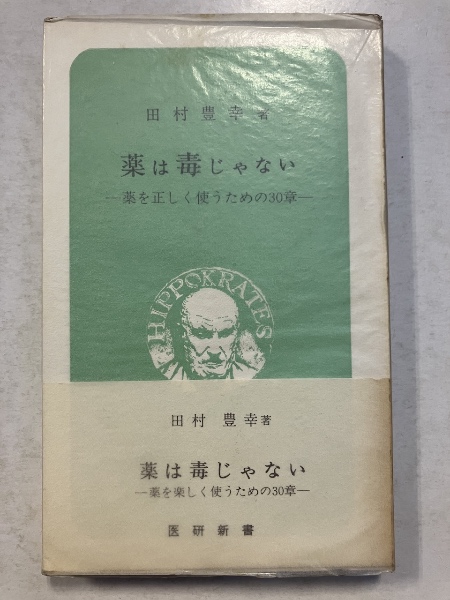 田村豊幸著
薬は毒じゃない
―薬を正しく使うための30章―
HIPPOKRATES
田村 豊幸著
薬は毒じゃない
―薬を楽しく使うための30章―
医研新書